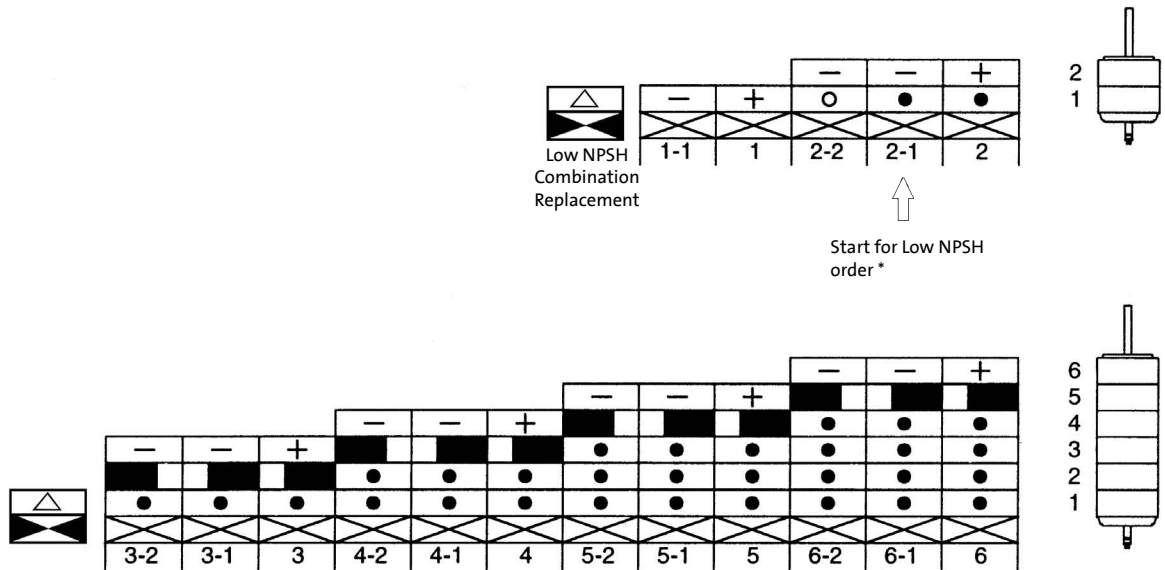 − − + 2
− + ○ ● ● 1
1-1 1 2-2 2-1 2
Low NPSH
Combination
Replacement
Start for Low NPSH
order *
− − + 6
− − + 5
− − + ● ● ● 4
− − + ● ● ● ● ● ● 3
● ● ● ● ● ● ● ● ● 2
● ● ● ● ● ● ● ● ● ● ● ● 1
3-2 3-1 3 4-2 4-1 4 5-2 5-1 5 6-2 6-1 6